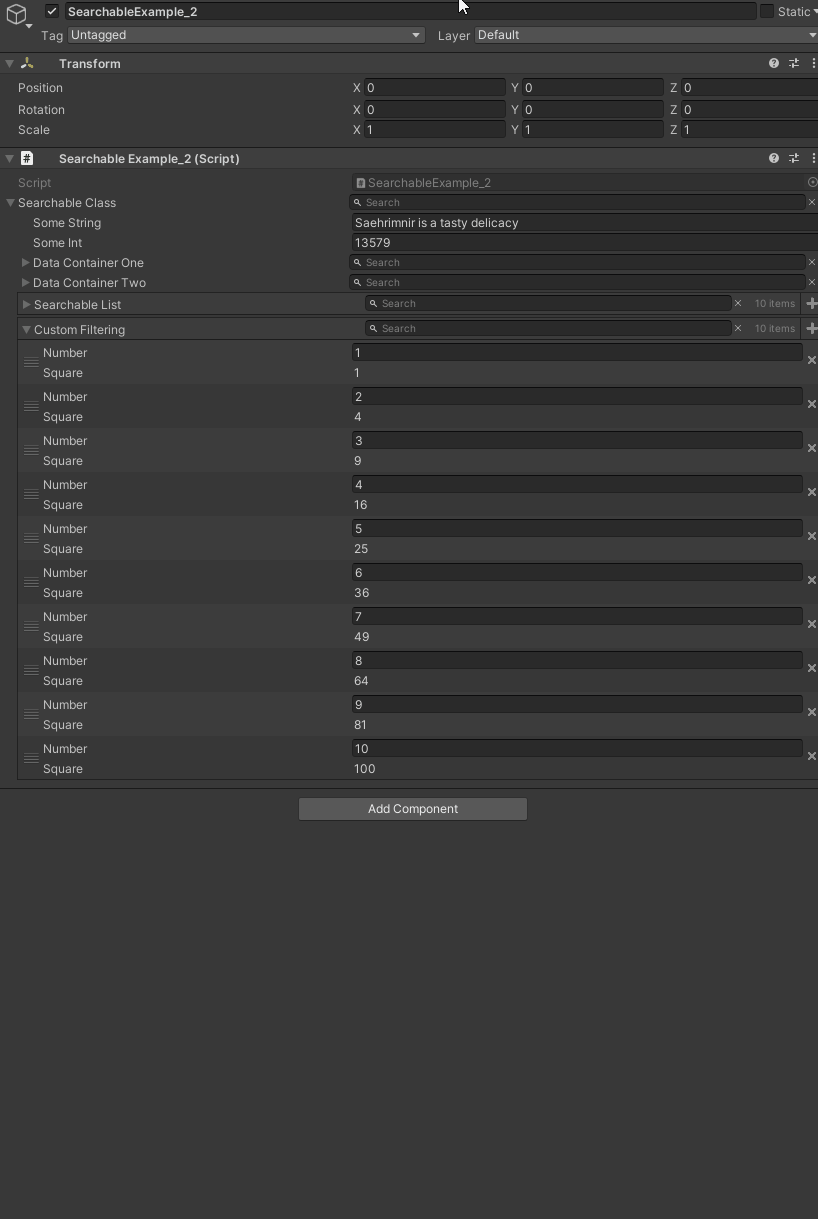 SearchableExample_2 Static
Tag Untagged Layer Default
Transform
Position X 0 Y 0 Z 0
Rotation X 0 Y 0 Z 0
Scale X 1 Y 1 Z 1
# Searchable Example_2 (Script)
Script # SearchableExample_2
Searchable Class Search
Some String Saehrimnir is a tasty delicacy
Some Int 13579
Data Container One Search
Data Container Two Search
Searchable List Search 10 items
Custom Filtering Search 10 items
Number 1
Square 1
Number 2
Square 4
Number 3
Square 9
Number 4
Square 16
Number 5
Square 25
Number 6
Square 36
Number 7
Square 49
Number 8
Square 64
Number 9
Square 81
Number 10
Square 100
Add Component